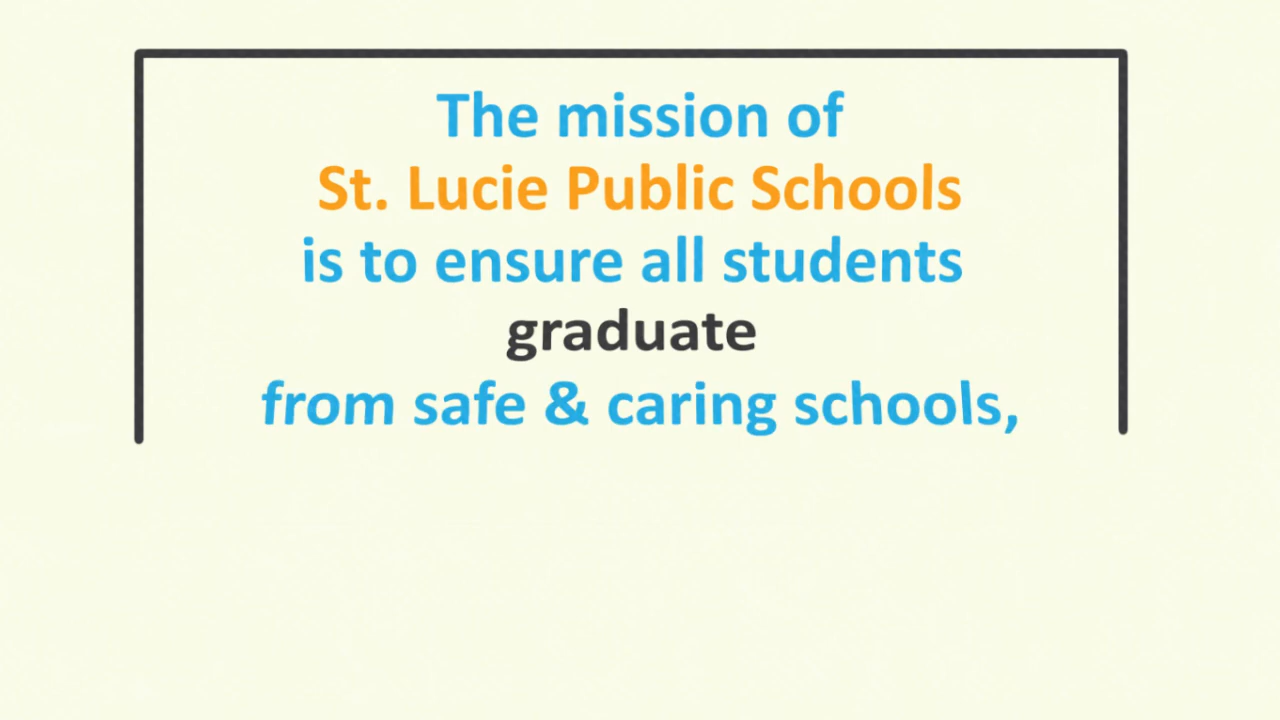 The mission of
St. Lucie Public Schools
is to ensure all students
graduate
from safe & caring schools,